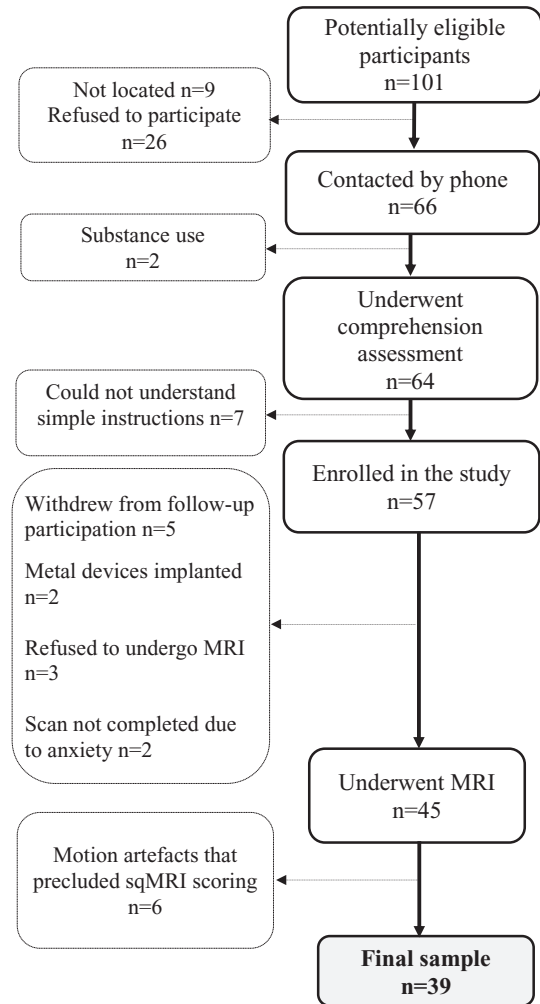 Potentially eligible
participants
n=101
Not located n=9
Refused to participate
n=26
Contacted by phone
n=66
Substance use
n=2
Underwent
comprehension
assessment
n=64
Could not understand
simple instructions n=7
Enrolled in the study
n=57
Withdrew from follow-up
participation n=5
Metal devices implanted
n=2
Refused to undergo MRI
n=3
Scan not completed due
to anxiety n=2
Underwent MRI
n=45
Motion artefacts that
precluded sqMRI scoring
n=6
Final sample
n=39